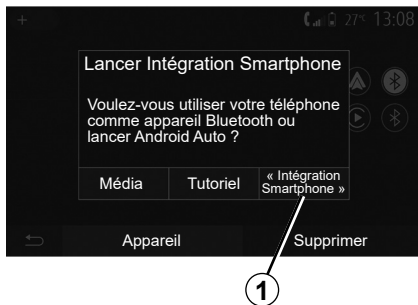 + 27°C 13:08
Lancer Intégration Smartphone
Voulez-vous utiliser votre téléphone
comme appareil Bluetooth ou
lancer Android Auto ?
Média Tutoriel « Intégration
Smartphone »
Appareil Supprimer
1